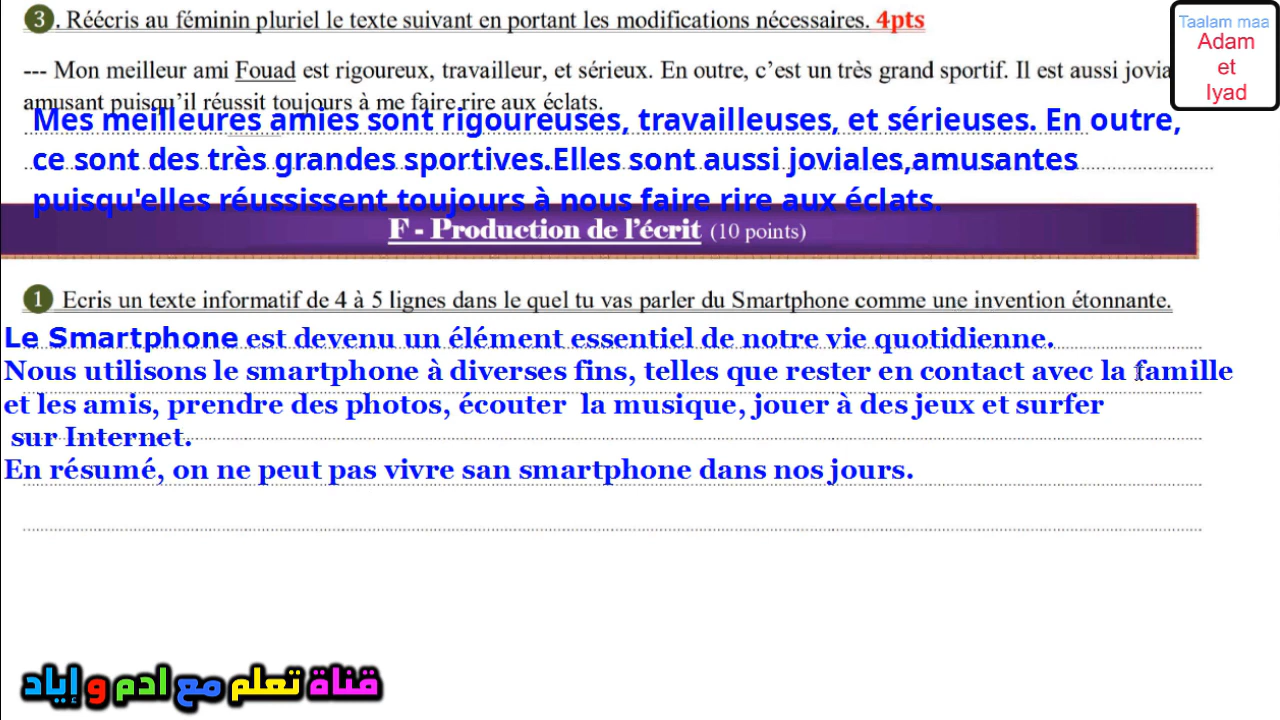 3. Réécris au féminin pluriel le texte suivant en portant les modifications nécessaires. 4pts
Taalam maa
Adam
et
Iyad
--- Mon meilleur ami Fouad est rigoureux, travailleur, et sérieux. En outre, c’est un très grand sportif. Il est aussi
amusant puisqu’il réussit toujours à me faire rire aux éclats.
Mes meilleures amies sont rigoureuses, travailleuses, et sérieuses. En outre,
ce sont des très grandes sportives.Elles sont aussi joviales,amusantes
puisqu'elles réussissent toujours à nous faire rire aux éclats.
F - Production de l’écrit (10 points)
1 Ecris un texte informatif de 4 à 5 lignes dans le quel tu vas parler du Smartphone comme une invention étonnante.
Le Smartphone est devenu un élément essentiel de notre vie quotidienne.
Nous utilisons le smartphone à diverses fins, telles que rester en contact avec la famille
et les amis, prendre des photos, écouter la musique, jouer à des jeux et surfer
sur Internet.
En résumé, on ne peut pas vivre san smartphone dans nos jours.
قناة تعلم مع ادم و إياد